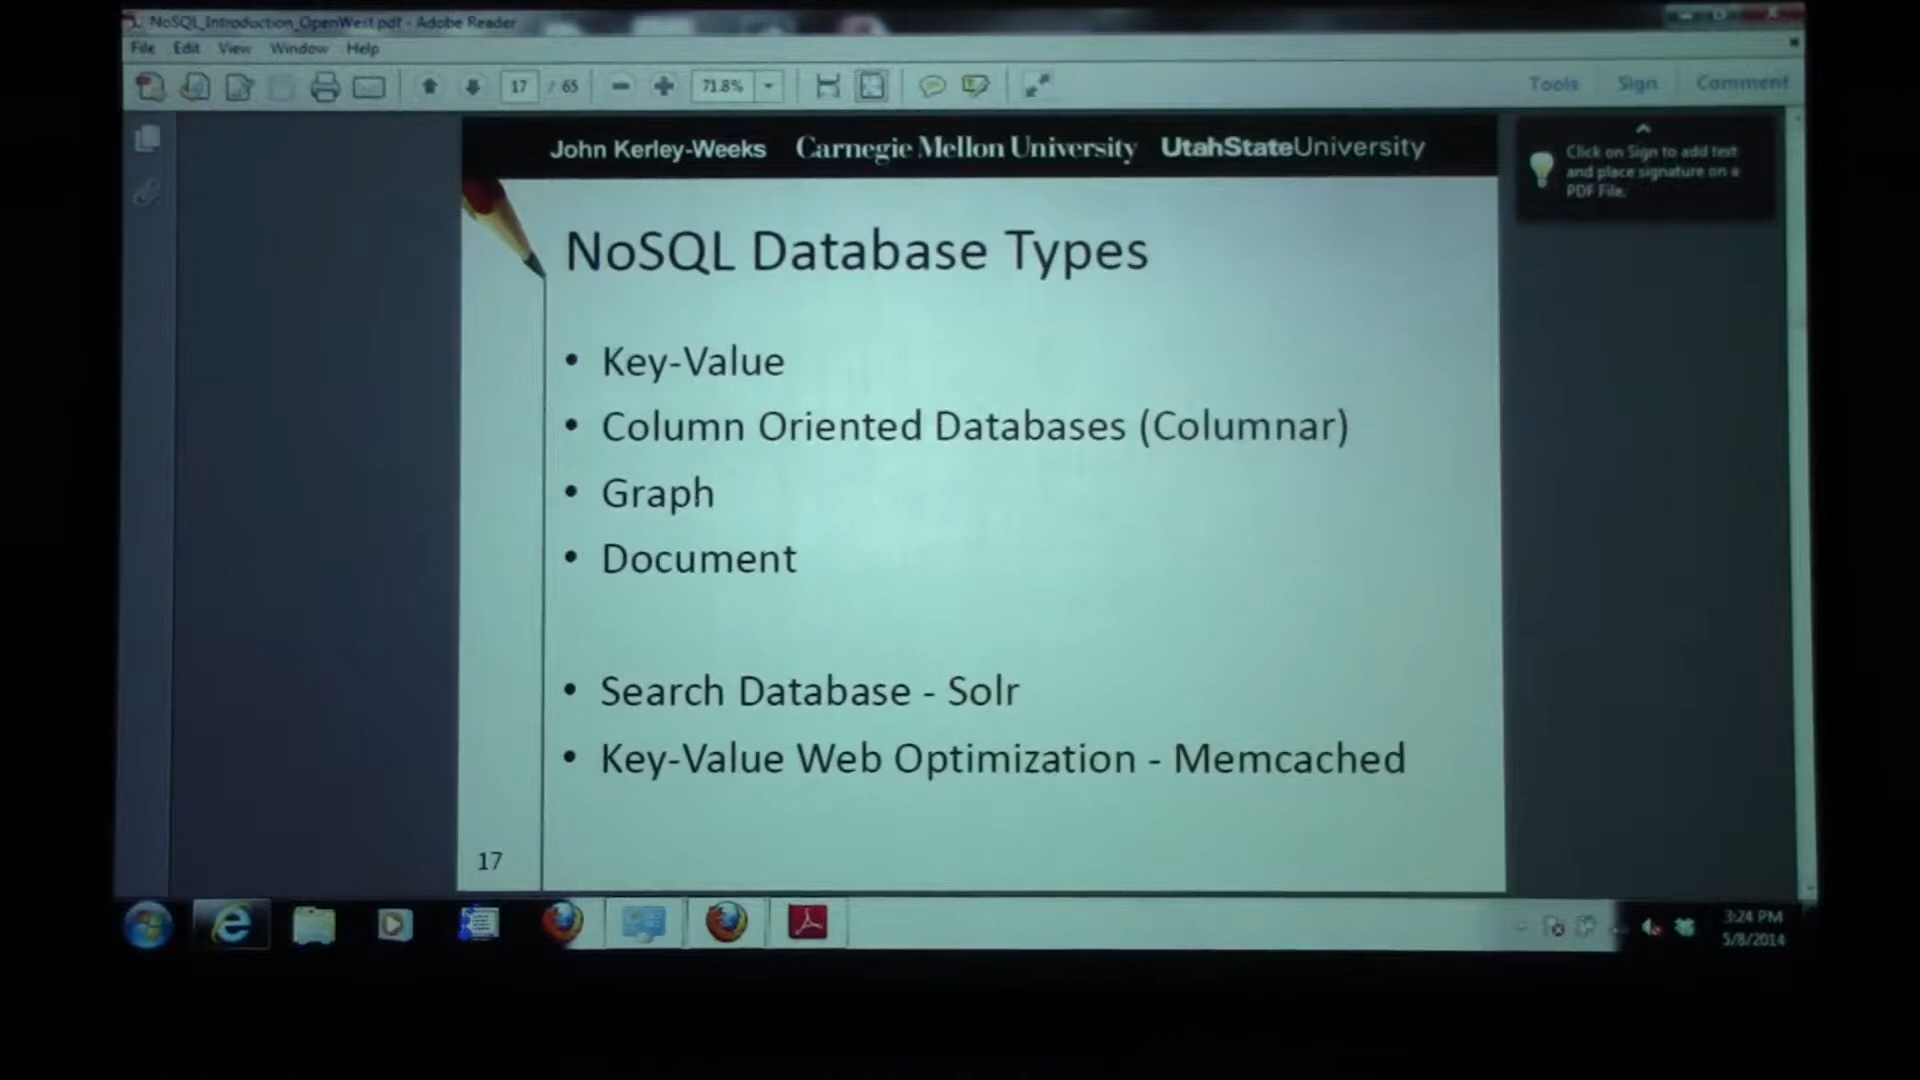 NoSQL_Introduction_OpenWest.pdf - Adobe Reader
File Edit View Window Help
17 / 65 71.8% Tools Sign Comment
John Kerley-Weeks Carnegie Mellon University UtahStateUniversity
Click on Sign to add text
and place signature on a
PDF File.
NoSQL Database Types
• Key-Value
• Column Oriented Databases (Columnar)
• Graph
• Document
• Search Database - Solr
• Key-Value Web Optimization - Memcached
17
3:24 PM
5/8/2014